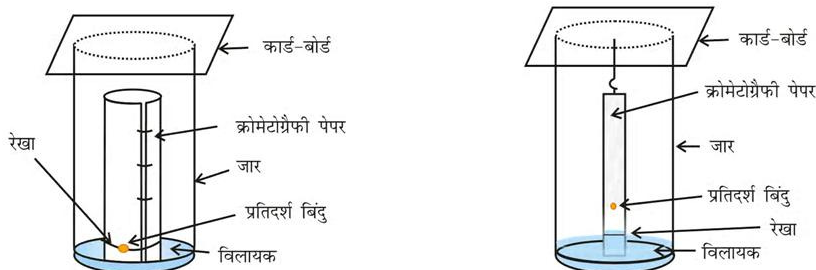 कार्ड-बोर्ड
क्रोमेटोग्रैफी पेपर
रेखा
जार
प्रतिदर्श बिंदु
विलायक
कार्ड-बोर्ड
क्रोमेटोग्रैफी पेपर
जार
प्रतिदर्श बिंदु
रेखा
विलायक